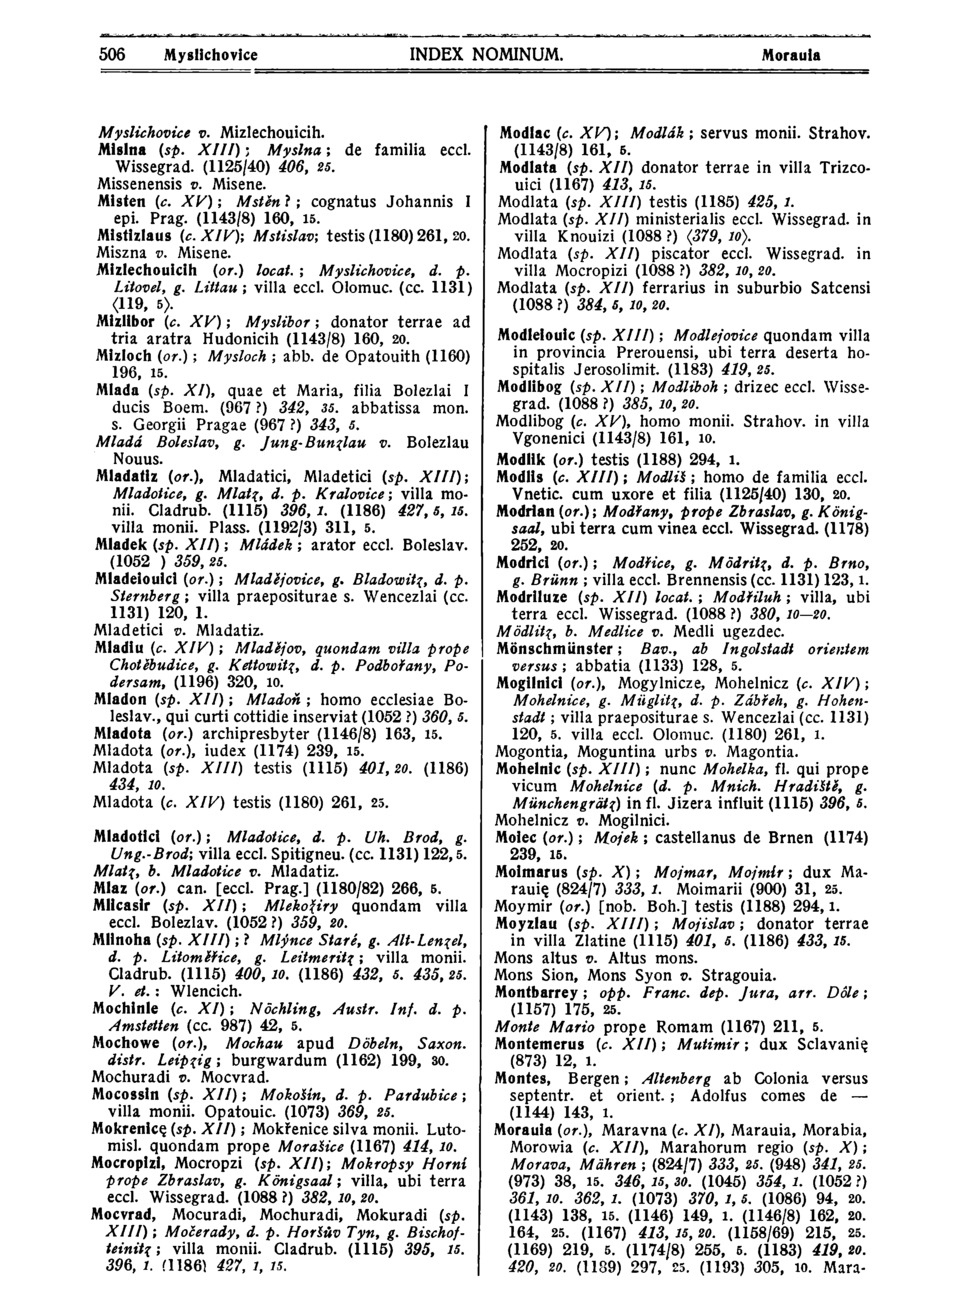 506 Myslichovice INDEX NOMINUM. Morauia
Myslichovice v. Mizlechouicih.
Mislna (sp. XIII); Myslna; de familia eccl.
Wissegrad. (1125/40) 406, 25.
Missenensis v. Misene.
Misten (c. XV); Mstěn?; cognatus Johannis I
epi. Prag. (1143/8) 160, 15.
Mistizlaus (c. XIV); Mstislav; testis (1180) 261, 20.
Miszna v. Misene.
Mizlechouicih (or.) locat.; Myslichovice, d. p.
Litovel, g. Littau; villa eccl. Olomuc. (cc. 1131)
⟨119, 5⟩.
Mizlibor (c. XV); Myslibor; donator terrae ad
tria aratra Hudonicih (1143/8) 160, 20.
Mizloch (or.); Mysloch; abb. de Opatouith (1160)
196, 15.
Mlada (sp. XI), quae et Maria, filia Bolezlai I
ducis Boem. (967?) 342, 35. abbatissa mon.
s. Georgii Pragae (967?) 343, 5.
Mladá Boleslav, g. Jung-Bunzlau v. Bolezlau
Nouus.
Mladatiz (or.), Mladatici, Mladetici (sp. XIII);
Mladotice, g. Mlatz, d. p. Kralovice; villa mo-
nii. Cladrub. (1115) 396, 1. (1186) 427, 5, 15.
villa monii. Plass. (1192/3) 311, 5.
Mladek (sp. XII); Mládek; arator eccl. Boleslav.
(1052 ) 359, 25.
Mladeiouici (or.); Mladějovice, g. Bladowitz, d. p.
Sternberg; villa praepositurae s. Wencezlai (cc.
1131) 120, 1.
Mladetici v. Mladatiz.
Mladiu (c. XIV); Mladějov, quondam villa prope
Chotěbudice, g. Kettowitz, d. p. Podbořany, Po-
dersam, (1196) 320, 10.
Mladon (sp. XII); Mladoň; homo ecclesiae Bo-
leslav., qui curti cottidie inserviat (1052?) 360, 5.
Mladota (or.) archipresbyter (1146/8) 163, 15.
Mladota (or.), iudex (1174) 239, 15.
Mladota (sp. XIII) testis (1115) 401, 20. (1186)
434, 10.
Mladota (c. XIV) testis (1180) 261, 25.
Mladotici (or.); Mladotice, d. p. Uh. Brod, g.
Ung.-Brod; villa eccl. Spitigneu. (cc. 1131) 122, 5.
Mlatz, b. Mladotice v. Mladatiz.
Mlaz (or.) can. [eccl. Prag.] (1180/82) 266, 5.
Mlicasir (sp. XII); Mlekožiry quondam villa
eccl. Bolezlav. (1052?) 359, 20.
Mlinoha (sp. XIII); ? Mlýnce Staré, g. Alt-Lenzel,
d. p. Litoměřice, g. Leitmeritz; villa monii.
Cladrub. (1115) 400, 10. (1186) 432, 5. 435, 25.
V. et.: Wlencich.
Mochinle (c. XI); Nöchling, Austr. Inf. d. p.
Amstetten (cc. 987) 42, 5.
Mochowe (or.), Mochau apud Döbeln, Saxon.
distr. Leipzig; burgwardum (1162) 199, 30.
Mochuradi v. Mocvrad.
Mocossin (sp. XII); Mokošín, d. p. Pardubice;
villa monii. Opatouic. (1073) 369, 25.
Mokrenicę (sp. XII); Mokřenice silva monii. Luto-
misl. quondam prope Morašice (1167) 414, 10.
Mocropizi, Mocropzi (sp. XII); Mokropsy Horní
prope Zbraslav, g. Königsaal; villa, ubi terra
eccl. Wissegrad. (1088?) 382, 10, 20.
Mocvrad, Mocuradi, Mochuradi, Mokuradi (sp.
XIII); Močerady, d. p. Horšův Tyn, g. Bischof-
teinitz; villa monii. Cladrub. (1115) 395, 15.
396, 1. (1186) 427, 1, 15.
Modlac (c. XV); Modlák; servus monii. Strahov.
(1143/8) 161, 5.
Modlata (sp. XII) donator terrae in villa Trizco-
uici (1167) 413, 15.
Modlata (sp. XIII) testis (1185) 425, 1.
Modlata (sp. XII) ministerialis eccl. Wissegrad. in
villa Knouizi (1088?) ⟨379, 10⟩.
Modlata (sp. XII) piscator eccl. Wissegrad. in
villa Mocropizi (1088?) 382, 10, 20.
Modlata (sp. XII) ferrarius in suburbio Satcensi
(1088?) 384, 5, 10, 20.
Modleiouic (sp. XIII); Modlejovice quondam villa
in provincia Prerouensi, ubi terra deserta ho-
spitalis Jerosolimit. (1183) 419, 25.
Modlibog (sp. XII); Modliboh; drizec eccl. Wisse-
grad. (1088?) 385, 10, 20.
Modlibog (c. XV), homo monii. Strahov. in villa
Vgonenici (1143/8) 161, 10.
Modlik (or.) testis (1188) 294, 1.
Modlis (c. XIII); Modliš; homo de familia eccl.
Vnetic. cum uxore et filia (1125/40) 130, 20.
Modrian (or.); Modřany, prope Zbraslav, g. König-
saal, ubi terra cum vinea eccl. Wissegrad. (1178)
252, 20.
Modrici (or.); Modřice, g. Mödritz, d. p. Brno,
g. Brünn; villa eccl. Brennensis (cc. 1131) 123, 1.
Modriluze (sp. XII) locat.; Modřiluh; villa, ubi
terra eccl. Wissegrad. (1088?) 380, 10—20.
Mödlitz, b. Medlice v. Medli ugezdec.
Mönschmünster; Bav., ab Ingolstadt orientem
versus; abbatia (1133) 128, 5.
Mogilnici (or.), Mogylnicze, Mohelnicz (c. XIV);
Mohelnice, g. Müglitz, d. p. Zábřeh, g. Hohen-
stadt; villa praepositurae s. Wencezlai (cc. 1131)
120, 5. villa eccl. Olomuc. (1180) 261, 1.
Mogontia, Moguntina urbs v. Magontia.
Mohelnic (sp. XIII); nunc Mohelka, fl. qui prope
vicum Mohelnice (d. p. Mnich. Hradiště, g.
Münchengrätz) in fl. Jizera influit (1115) 396, 5.
Mohelnicz v. Mogilnici.
Moiec (or.); Mojek; castellanus de Brnen (1174)
239, 15.
Moimarus (sp. X); Mojmar, Mojmír; dux Ma-
rauię (824/7) 333, 1. Moimarii (900) 31, 25.
Moymir (or.) [nob. Boh.] testis (1188) 294, 1.
Moyzlau (sp. XIII); Mojislav; donator terrae
in villa Zlatine (1115) 401, 5. (1186) 433, 15.
Mons altus v. Altus mons.
Mons Sion, Mons Syon v. Stragouia.
Montbarrey; opp. Franc. dep. Jura, arr. Dôle;
(1157) 175, 25.
Monte Mario prope Romam (1167) 211, 5.
Montemerus (c. XII); Mutimir; dux Sclavanię
(873) 12, 1.
Montes, Bergen; Altenberg ab Colonia versus
septentr. et orient.; Adolfus comes de —
(1144) 143, 1.
Morauia (or.), Maravna (c. XI), Marauia, Morabia,
Morowia (c. XII), Marahorum regio (sp. X);
Morava, Mähren; (824/7) 333, 25. (948) 341, 25.
(973) 38, 15. 346, 15, 30. (1045) 354, 1. (1052?)
361, 10. 362, 1. (1073) 370, 1, 5. (1086) 94, 20.
(1143) 138, 15. (1146) 149, 1. (1146/8) 162, 20.
164, 25. (1167) 413, 15, 20. (1158/69) 215, 25.
(1169) 219, 5. (1174/8) 255, 5. (1183) 419, 20.
420, 20. (1189) 297, 25. (1193) 305, 10. Mara-